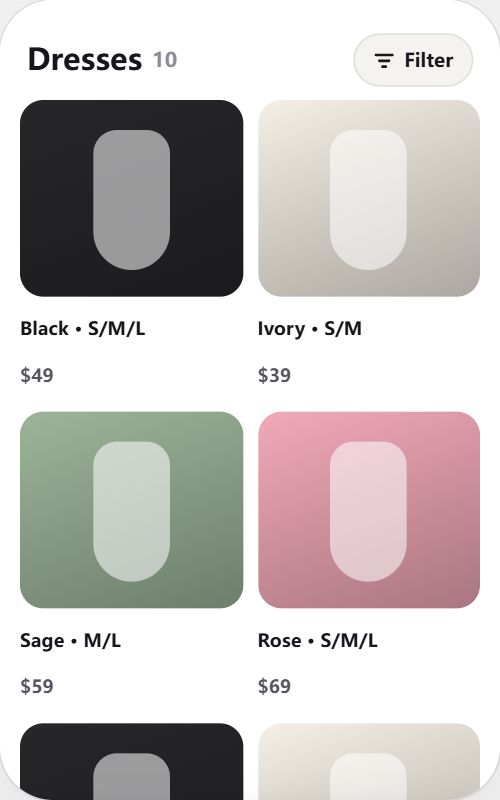 Dresses 10
Filter
Black • S/M/L
$49
Ivory • S/M
$39
Sage • M/L
$59
Rose • S/M/L
$69